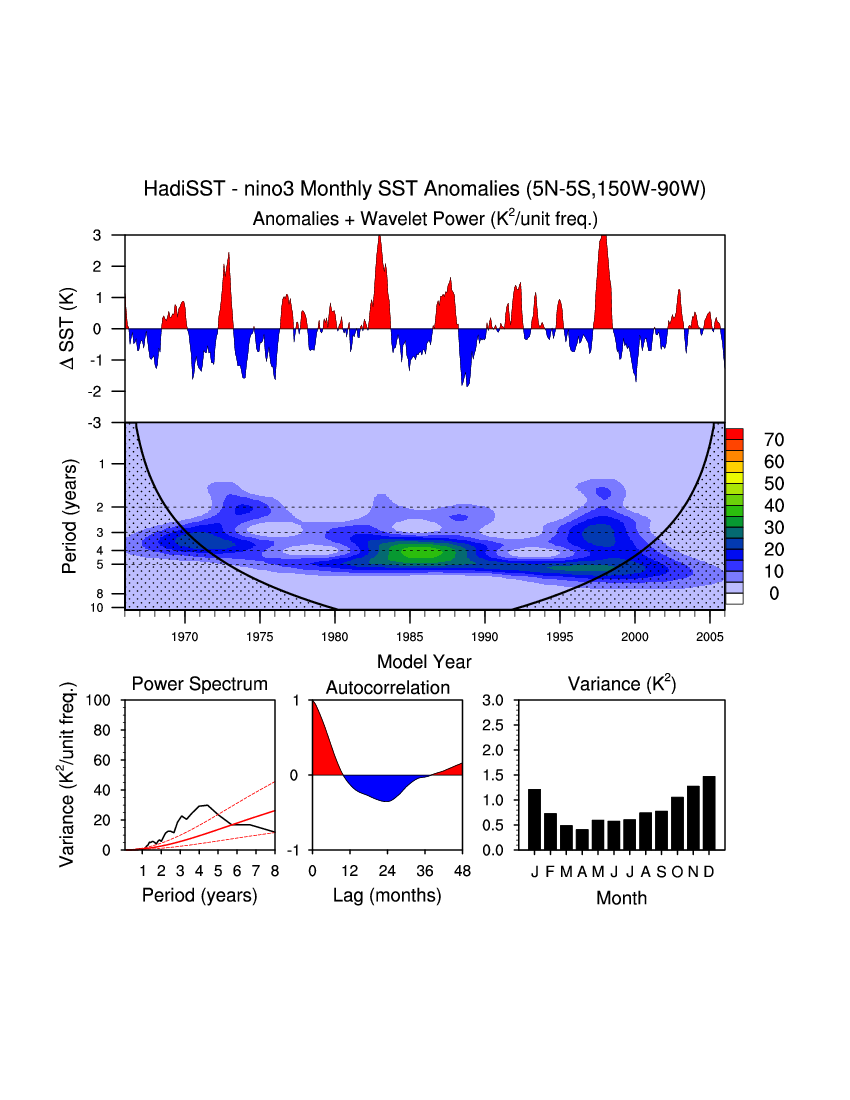 HadiSST - nino3 Monthly SST Anomalies (5N-5S,150W-90W)
Anomalies + Wavelet Power (K²/unit freq.)
Δ SST (K)
3
2
1
0
-1
-2
-3
Period (years)
1
2
3
4
5
8
10
70
60
50
40
30
20
10
0
1970 1975 1980 1985 1990 1995 2000 2005
Model Year
Power Spectrum
Variance (K²/unit freq.)
100
80
60
40
20
0
1 2 3 4 5 6 7 8
Period (years)
Autocorrelation
1
0
-1
0 12 24 36 48
Lag (months)
Variance (K²)
3.0
2.5
2.0
1.5
1.0
0.5
0.0
J F M A M J J A S O N D
Month